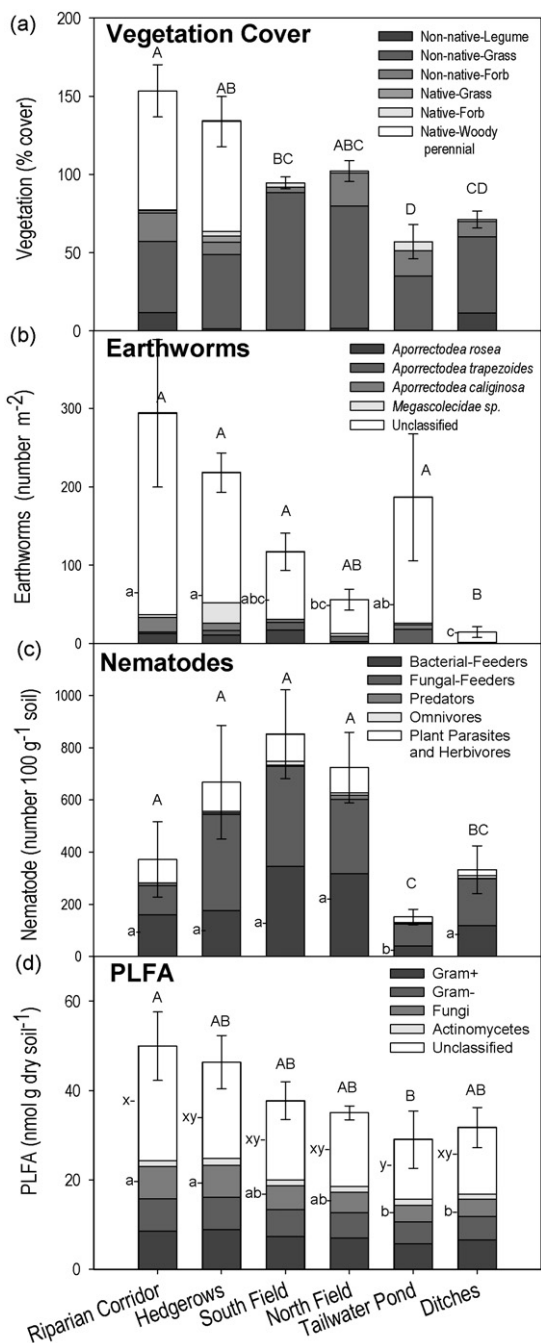 (a)
Vegetation Cover
Non-native-Legume
Non-native-Grass
Non-native-Forb
Native-Grass
Native-Forb
Native-Woody
perennial
200
150
100
50
0
Vegetation (% cover)
A
AB
BC
ABC
D
CD
(b)
Earthworms
Aporrectodea rosea
Aporrectodea trapezoides
Aporrectodea caliginosa
Megascolecidae sp.
Unclassified
300
200
100
0
Earthworms (number m-2)
A
A
A
AB
A
B
a-
a-
abc-
bc-
ab-
c-
(c)
Nematodes
Bacterial-Feeders
Fungal-Feeders
Predators
Omnivores
Plant Parasites
and Herbivores
1000
800
600
400
200
0
Nematode (number 100 g-1 soil)
A
A
A
A
C
BC
a-
a-
a-
a-
b-
a-
(d)
PLFA
Gram+
Gram-
Fungi
Actinomycetes
Unclassified
60
40
20
0
PLFA (nmol g dry soil-1)
A
AB
AB
AB
B
AB
x-
xy-
xy-
xy-
y-
xy-
a-
a-
ab-
ab-
b-
b-
Riparian Corridor
Hedgerows
South Field
North Field
Tailwater Pond
Ditches